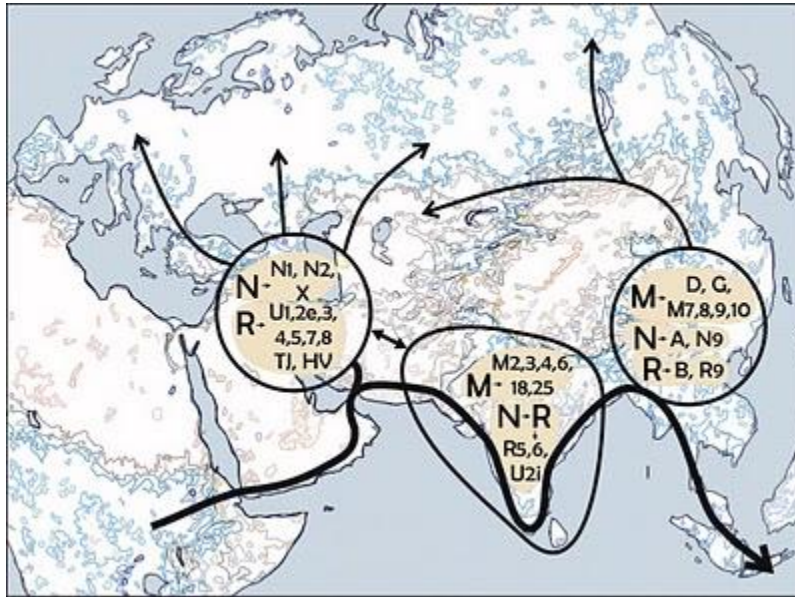 N→ N1, N2,
X
R→ U1,2e,3,
4,5,7,8
TJ, HV
M2,3,4,6,
M→ 18,25
N→R
↓
R5,6,
U2i
M→ D, G,
M7,8,9,10
N→A, N9
R→B, R9